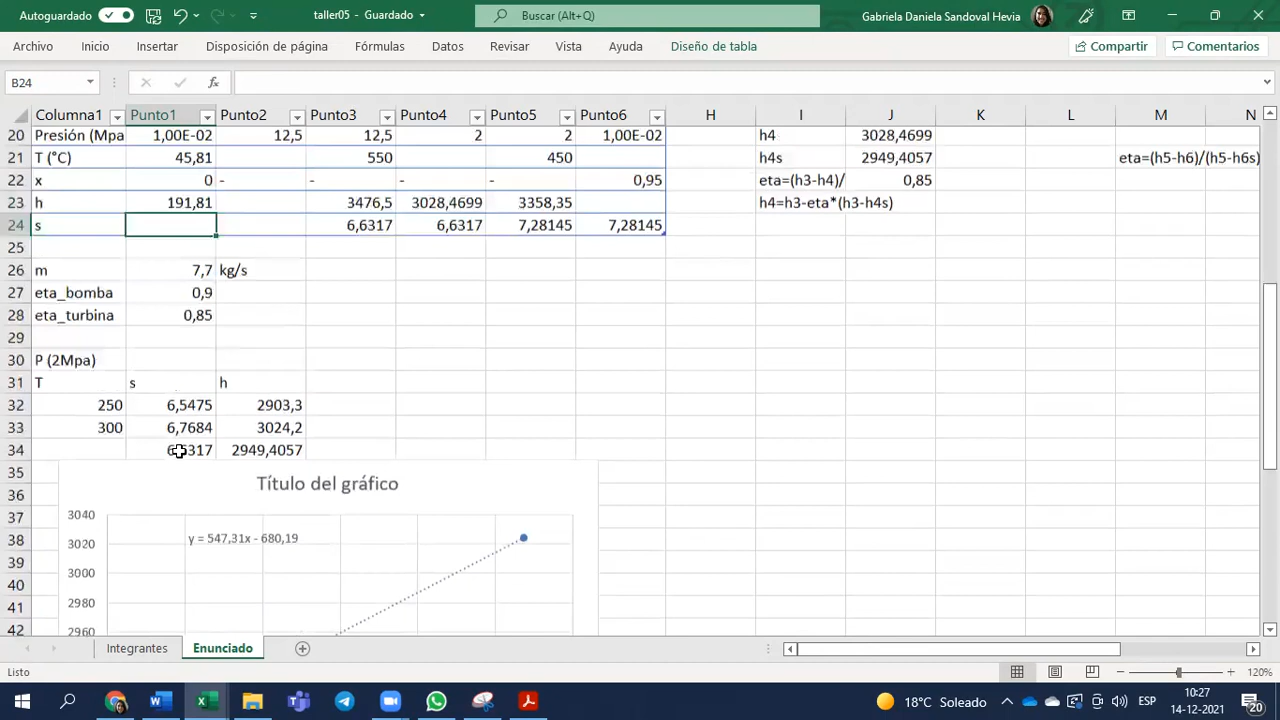 Autoguardado
taller05 - Guardado
Buscar (Alt+Q)
Gabriela Daniela Sandoval Hevia
Archivo Inicio Insertar Disposición de página Fórmulas Datos Revisar Vista Ayuda Diseño de tabla Compartir Comentarios
B24 fx
Columna1 Punto1 Punto2 Punto3 Punto4 Punto5 Punto6 H I J K L M N
20 Presión (Mpa 1,00E-02 12,5 12,5 2 2 1,00E-02 h4 3028,4699
21 T (°C) 45,81 550 450 h4s 2949,4057 eta=(h5-h6)/(h5-h6s)
22 x 0 - - - - 0,95 eta=(h3-h4)/ 0,85
23 h 191,81 3476,5 3028,4699 3358,35 h4=h3-eta*(h3-h4s)
24 s 6,6317 6,6317 7,28145 7,28145
25
26 m 7,7 kg/s
27 eta_bomba 0,9
28 eta_turbina 0,85
29
30 P (2Mpa)
31 T s h
32 250 6,5475 2903,3
33 300 6,7684 3024,2
34 2949,4057
35
Título del gráfico
36
37 3040
38 3020 y = 547,31x - 680,19
39
40 3000
41 2980
42 2960
Integrantes Enunciado
Listo 120%
18°C Soleado ESP 10:27
14-12-2021 20